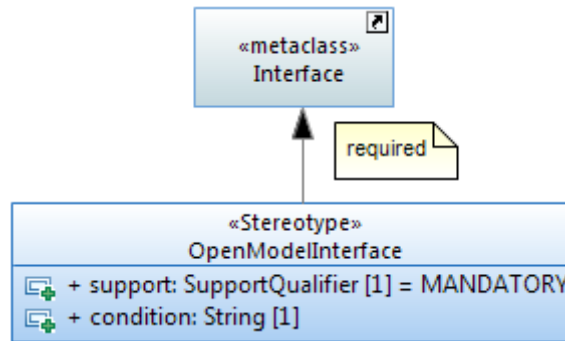 «metaclass»
Interface
required
«Stereotype»
OpenModelInterface
+ support: SupportQualifier [1] = MANDATORY
+ condition: String [1]